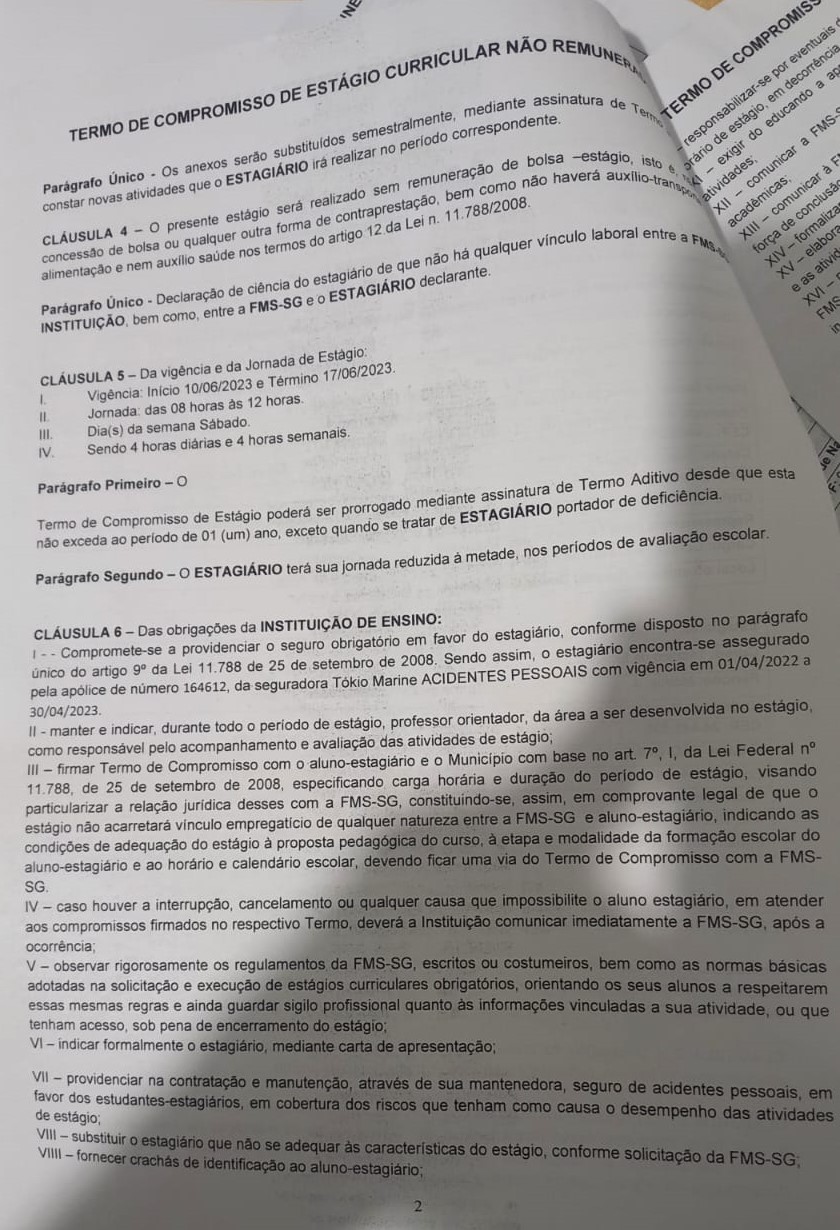 TERMO DE COMPROMISSO DE ESTÁGIO CURRICULAR NÃO REMUNERA
Parágrafo Único - Os anexos serão substituídos semestralmente, mediante assinatura de Termo
constar novas atividades que o ESTAGIÁRIO irá realizar no período correspondente.
CLÁUSULA 4 – O presente estágio será realizado sem remuneração de bolsa –estágio, isto é,
concessão de bolsa ou qualquer outra forma de contraprestação, bem como não haverá auxílio-transpor
alimentação e nem auxílio saúde nos termos do artigo 12 da Lei n. 11.788/2008.
Parágrafo Único - Declaração de ciência do estagiário de que não há qualquer vínculo laboral entre a FMS-
INSTITUIÇÃO, bem como, entre a FMS-SG e o ESTAGIÁRIO declarante.
CLÁUSULA 5 – Da vigência e da Jornada de Estágio:
I. Vigência: Início 10/06/2023 e Término 17/06/2023.
II. Jornada: das 08 horas às 12 horas.
III. Dia(s) da semana Sábado.
IV. Sendo 4 horas diárias e 4 horas semanais.
Parágrafo Primeiro – O
Termo de Compromisso de Estágio poderá ser prorrogado mediante assinatura de Termo Aditivo desde que esta
não exceda ao período de 01 (um) ano, exceto quando se tratar de ESTAGIÁRIO portador de deficiência.
Parágrafo Segundo – O ESTAGIÁRIO terá sua jornada reduzida à metade, nos períodos de avaliação escolar.
CLÁUSULA 6 – Das obrigações da INSTITUIÇÃO DE ENSINO:
I - - Compromete-se a providenciar o seguro obrigatório em favor do estagiário, conforme disposto no parágrafo
único do artigo 9º da Lei 11.788 de 25 de setembro de 2008. Sendo assim, o estagiário encontra-se assegurado
pela apólice de número 164612, da seguradora Tókio Marine ACIDENTES PESSOAIS com vigência em 01/04/2022 a
30/04/2023.
II - manter e indicar, durante todo o período de estágio, professor orientador, da área a ser desenvolvida no estágio,
como responsável pelo acompanhamento e avaliação das atividades de estágio;
III – firmar Termo de Compromisso com o aluno-estagiário e o Município com base no art. 7º, I, da Lei Federal nº
11.788, de 25 de setembro de 2008, especificando carga horária e duração do período de estágio, visando
particularizar a relação jurídica desses com a FMS-SG, constituindo-se, assim, em comprovante legal de que o
estágio não acarretará vínculo empregatício de qualquer natureza entre a FMS-SG e aluno-estagiário, indicando as
condições de adequação do estágio à proposta pedagógica do curso, à etapa e modalidade da formação escolar do
aluno-estagiário e ao horário e calendário escolar, devendo ficar uma via do Termo de Compromisso com a FMS-
SG.
IV – caso houver a interrupção, cancelamento ou qualquer causa que impossibilite o aluno estagiário, em atender
aos compromissos firmados no respectivo Termo, deverá a Instituição comunicar imediatamente a FMS-SG, após a
ocorrência;
V – observar rigorosamente os regulamentos da FMS-SG, escritos ou costumeiros, bem como as normas básicas
adotadas na solicitação e execução de estágios curriculares obrigatórios, orientando os seus alunos a respeitarem
essas mesmas regras e ainda guardar sigilo profissional quanto às informações vinculadas a sua atividade, ou que
tenham acesso, sob pena de encerramento do estágio;
VI – indicar formalmente o estagiário, mediante carta de apresentação;
VII – providenciar na contratação e manutenção, através de sua mantenedora, seguro de acidentes pessoais, em
favor dos estudantes-estagiários, em cobertura dos riscos que tenham como causa o desempenho das atividades
de estágio;
VIII – substituir o estagiário que não se adequar às características do estágio, conforme solicitação da FMS-SG;
VIIII – fornecer crachás de identificação ao aluno-estagiário;
2
TERMO DE COMPROMISS
responsabilizar-se por eventuais
orário de estágio, em decorrência
– exigir do educando a
atividades;
XII – comunicar a FMS-
acadêmicas;
XIII – comunicar à
força de conclusão
XIV – formalizar
XV – elabora
e as ativid
XVI –
FMS